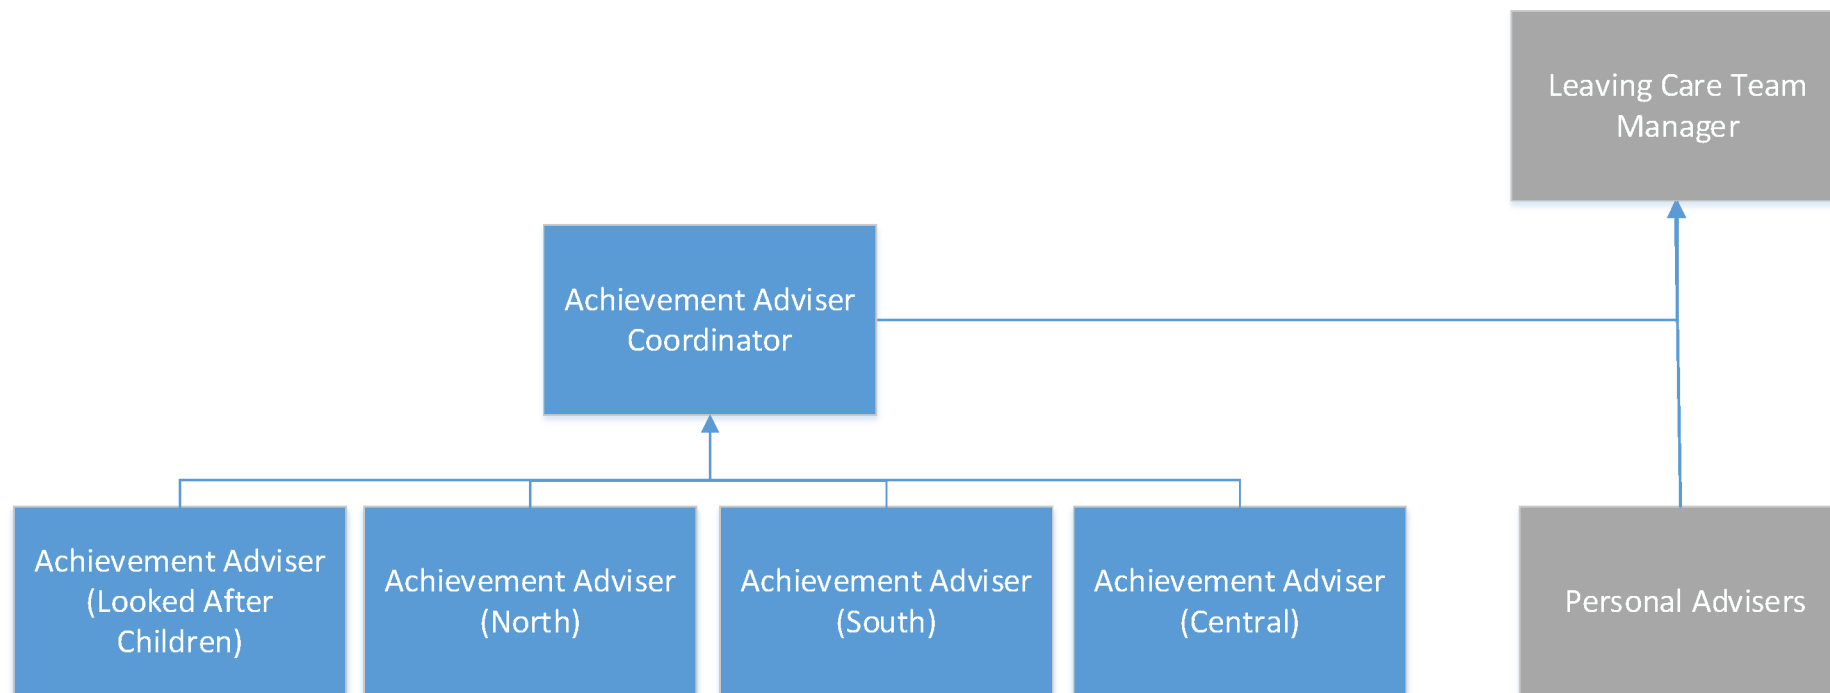 Leaving Care Team
Manager
Achievement Adviser
Coordinator
Achievement Adviser
(Looked After
Children)
Achievement Adviser
(North)
Achievement Adviser
(South)
Achievement Adviser
(Central)
Personal Advisers